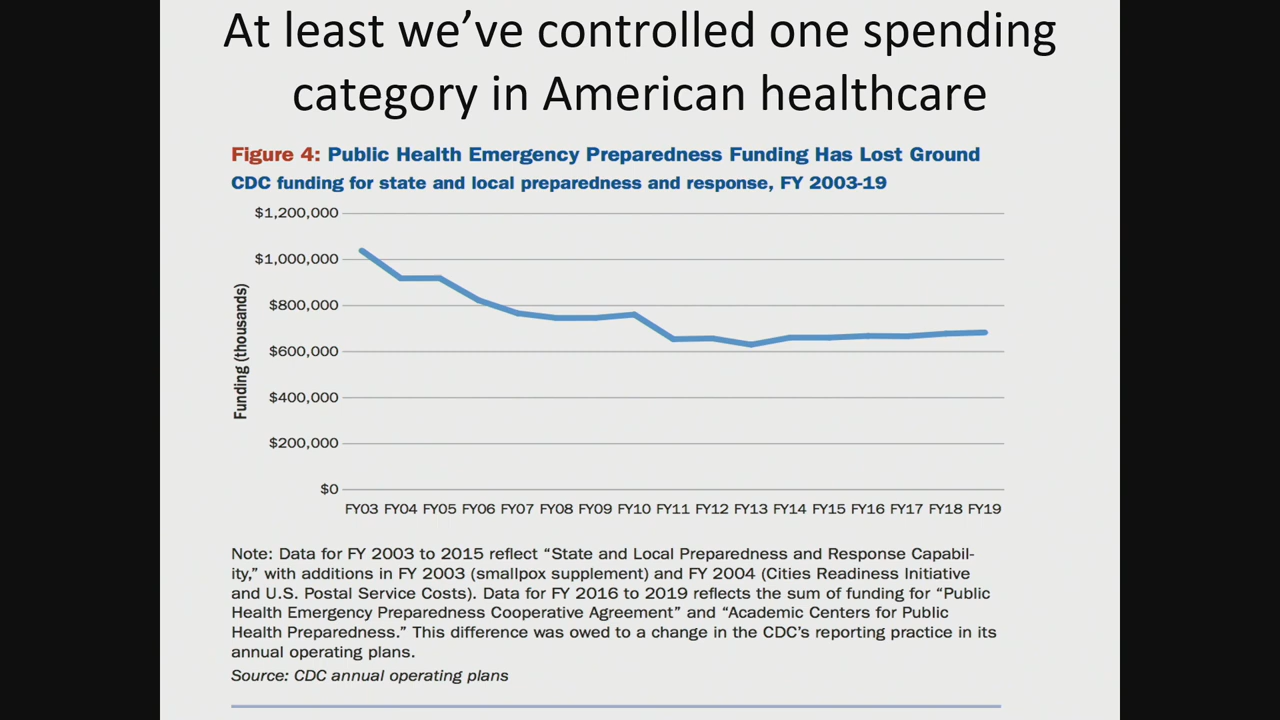 At least we’ve controlled one spending
category in American healthcare
Figure 4: Public Health Emergency Preparedness Funding Has Lost Ground
CDC funding for state and local preparedness and response, FY 2003-19
$1,200,000
$1,000,000
$800,000
$600,000
$400,000
$200,000
$0
Funding (thousands)
FY03 FY04 FY05 FY06 FY07 FY08 FY09 FY10 FY11 FY12 FY13 FY14 FY15 FY16 FY17 FY18 FY19
Note: Data for FY 2003 to 2015 reflect “State and Local Preparedness and Response Capabil-
ity,” with additions in FY 2003 (smallpox supplement) and FY 2004 (Cities Readiness Initiative
and U.S. Postal Service Costs). Data for FY 2016 to 2019 reflects the sum of funding for “Public
Health Emergency Preparedness Cooperative Agreement” and “Academic Centers for Public
Health Preparedness.” This difference was owed to a change in the CDC’s reporting practice in its
annual operating plans.
Source: CDC annual operating plans